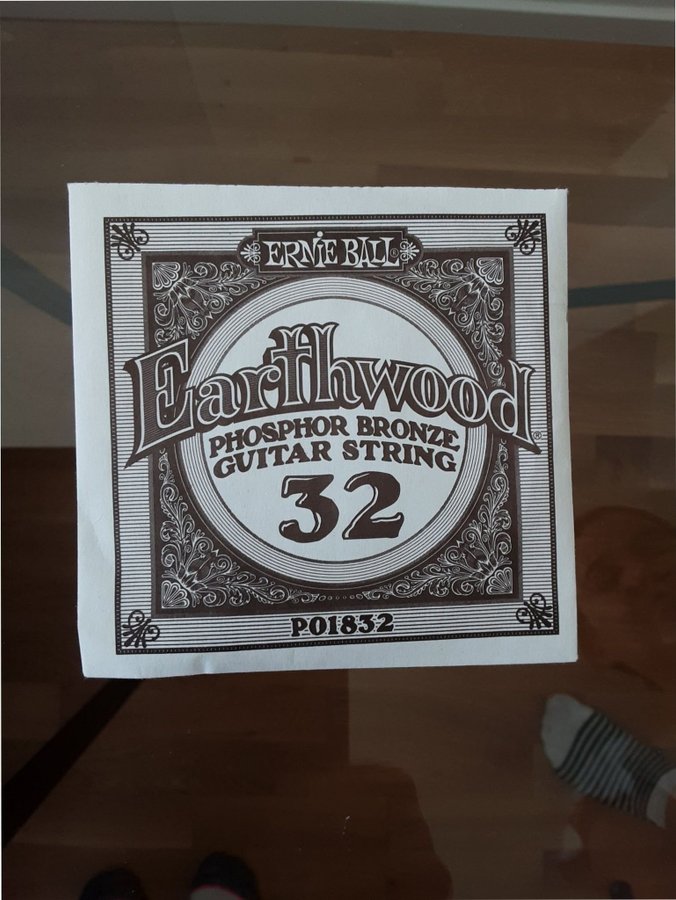 ERNiE BALL®
Earthwood®
PHOSPHOR BRONZE
GUITAR STRING
32
P01832